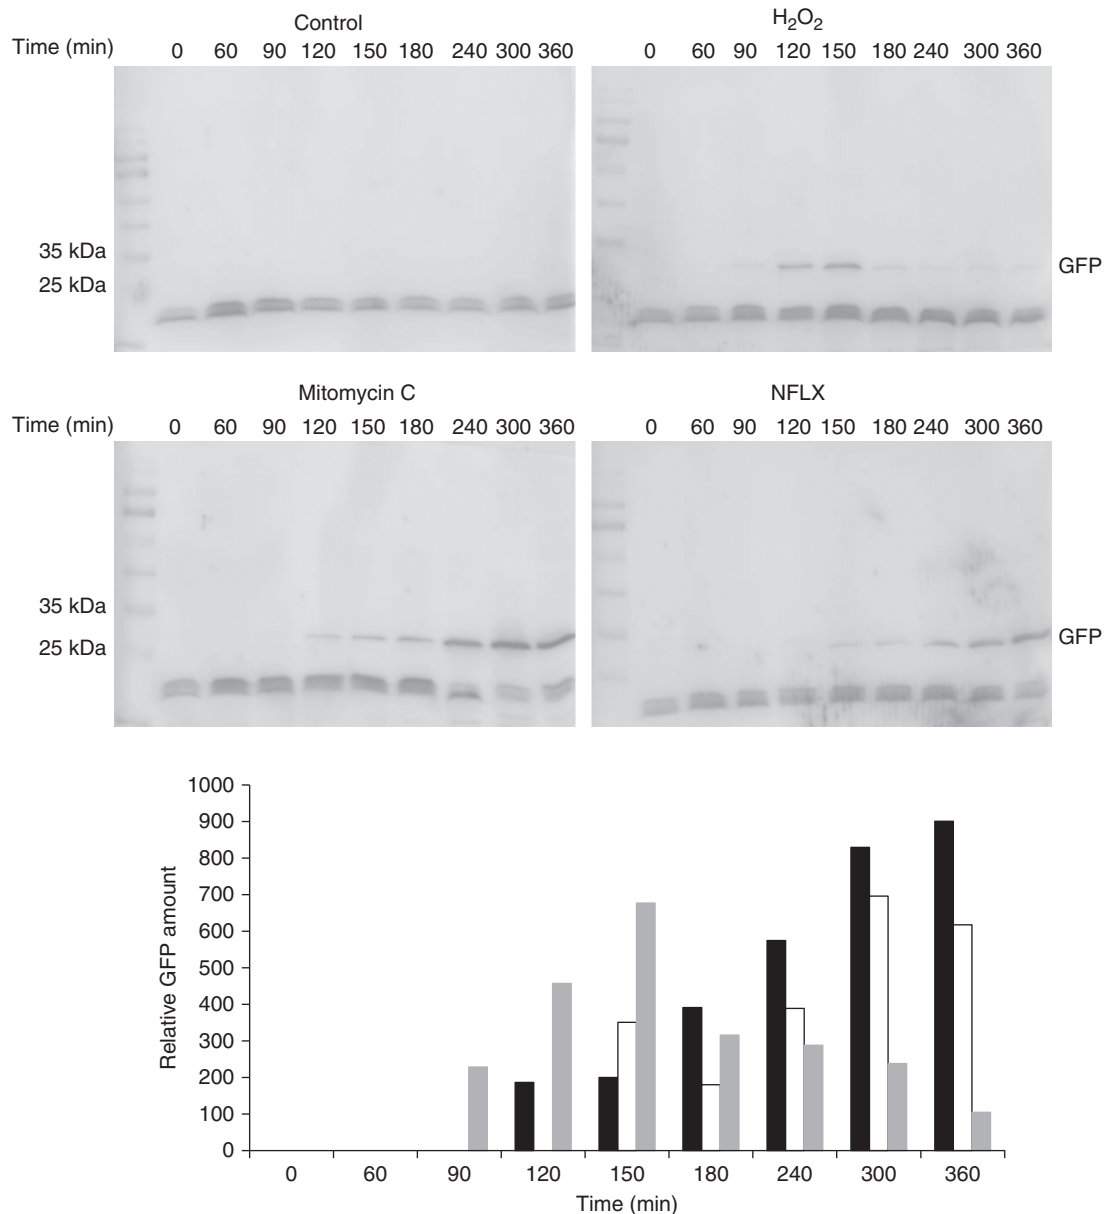 Control
H₂O₂
Time (min) 0 60 90 120 150 180 240 300 360
0 60 90 120 150 180 240 300 360
35 kDa
25 kDa
GFP
Mitomycin C
NFLX
Time (min) 0 60 90 120 150 180 240 300 360
0 60 90 120 150 180 240 300 360
35 kDa
25 kDa
GFP
Relative GFP amount
1000
900
800
700
600
500
400
300
200
100
0
0 60 90 120 150 180 240 300 360
Time (min)